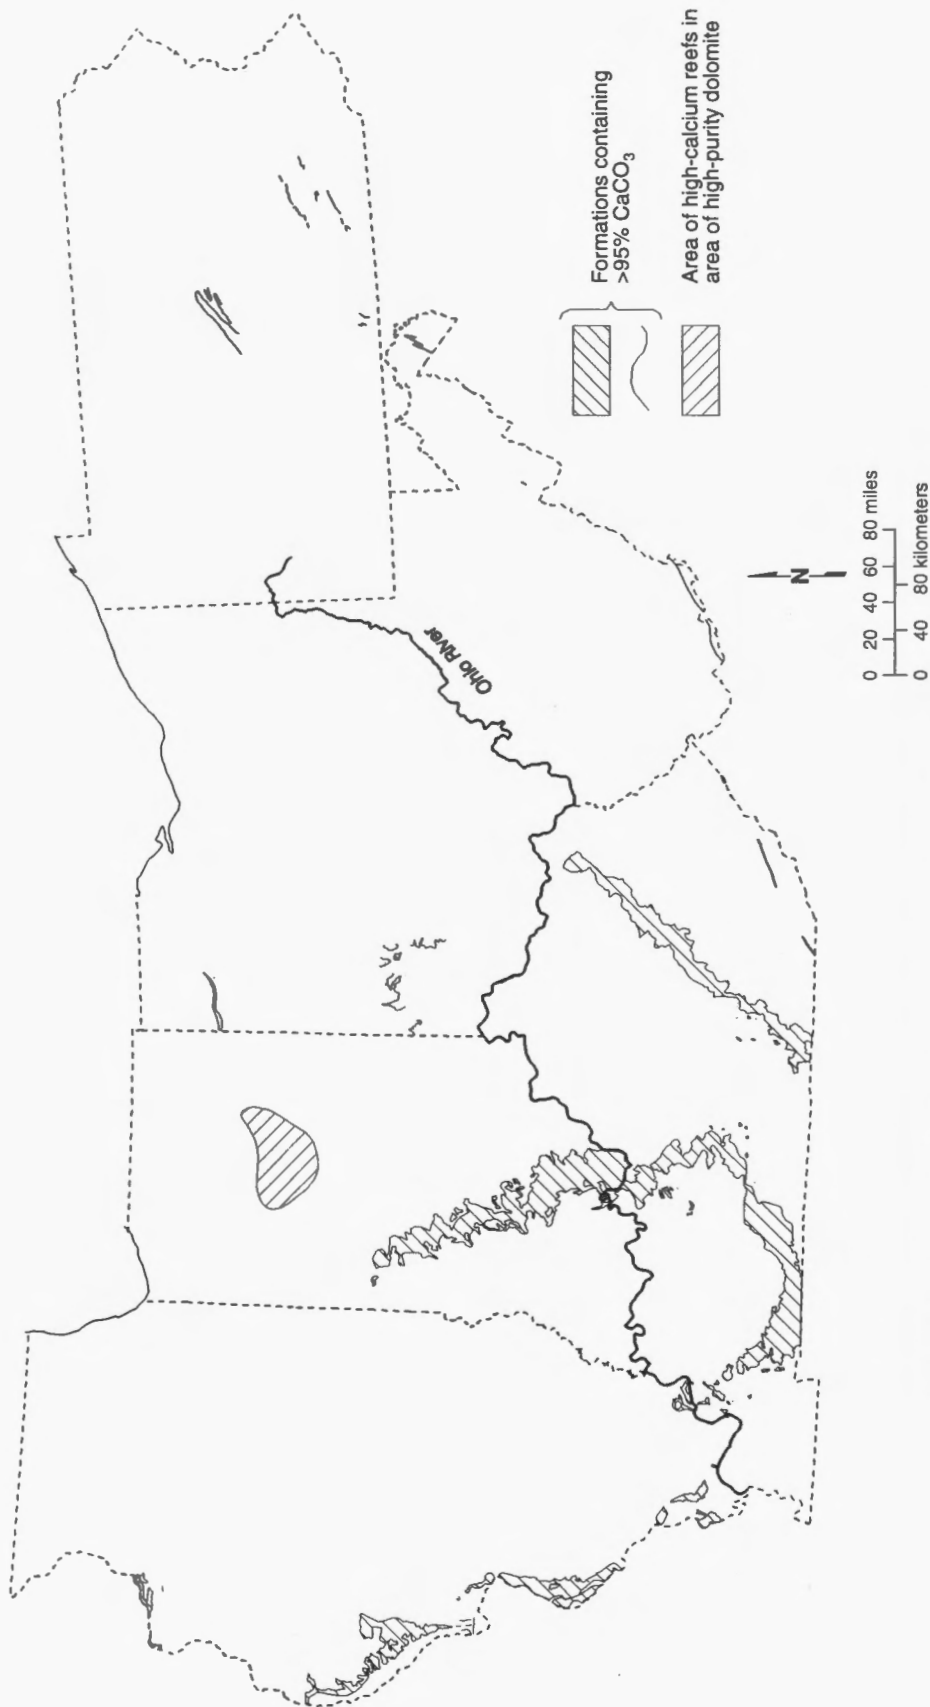 Ohio River
Formations containing
>95% CaCO₃
Area of high-calcium reefs in
area of high-purity dolomite
N
0 20 40 60 80 miles
0 40 80 kilometers